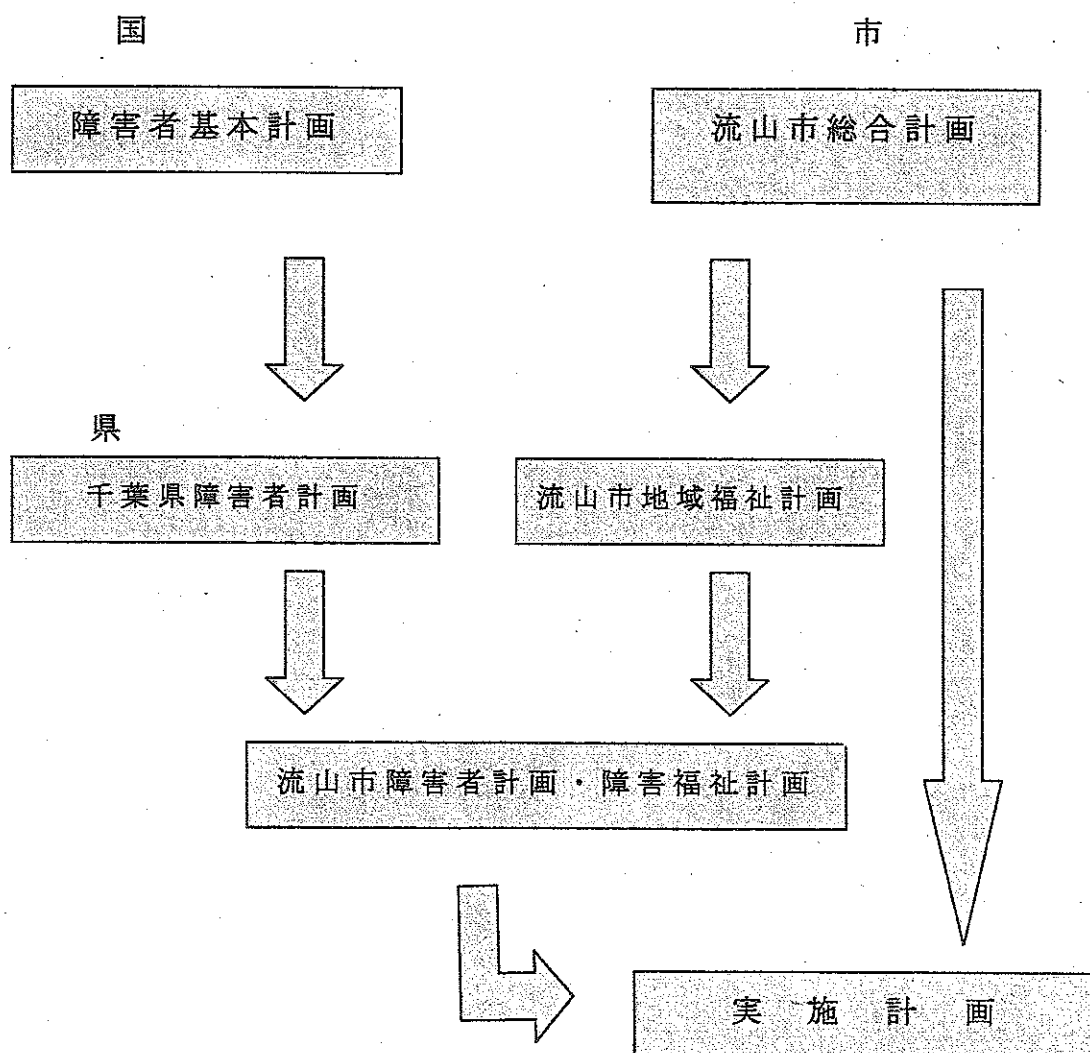 国
市
障害者基本計画
流山市総合計画
県
千葉県障害者計画
流山市地域福祉計画
流山市障害者計画・障害福祉計画
実施計画